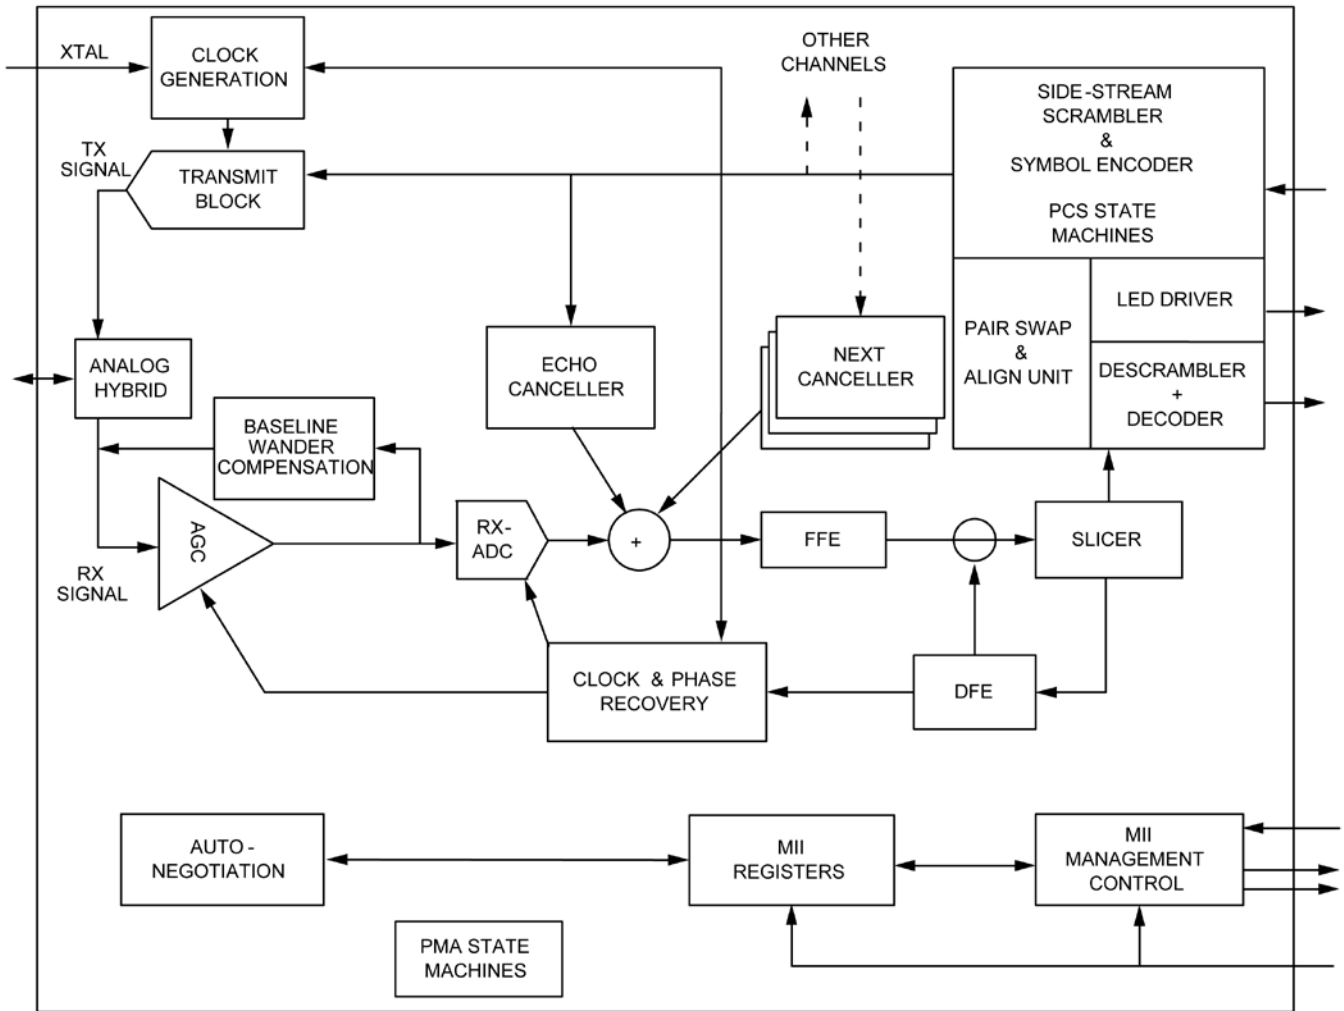 XTAL
CLOCK
GENERATION
OTHER
CHANNELS
SIDE-STREAM
SCRAMBLER
&
SYMBOL ENCODER
PCS STATE
MACHINES
TX
SIGNAL
TRANSMIT
BLOCK
LED DRIVER
PAIR SWAP
&
ALIGN UNIT
DESCRAMBLER
+
DECODER
ANALOG
HYBRID
ECHO
CANCELLER
NEXT
CANCELLER
BASELINE
WANDER
COMPENSATION
AGC
RX-
ADC
+
FFE
SLICER
RX
SIGNAL
CLOCK & PHASE
RECOVERY
DFE
AUTO-
NEGOTIATION
MII
REGISTERS
MII
MANAGEMENT
CONTROL
PMA STATE
MACHINES